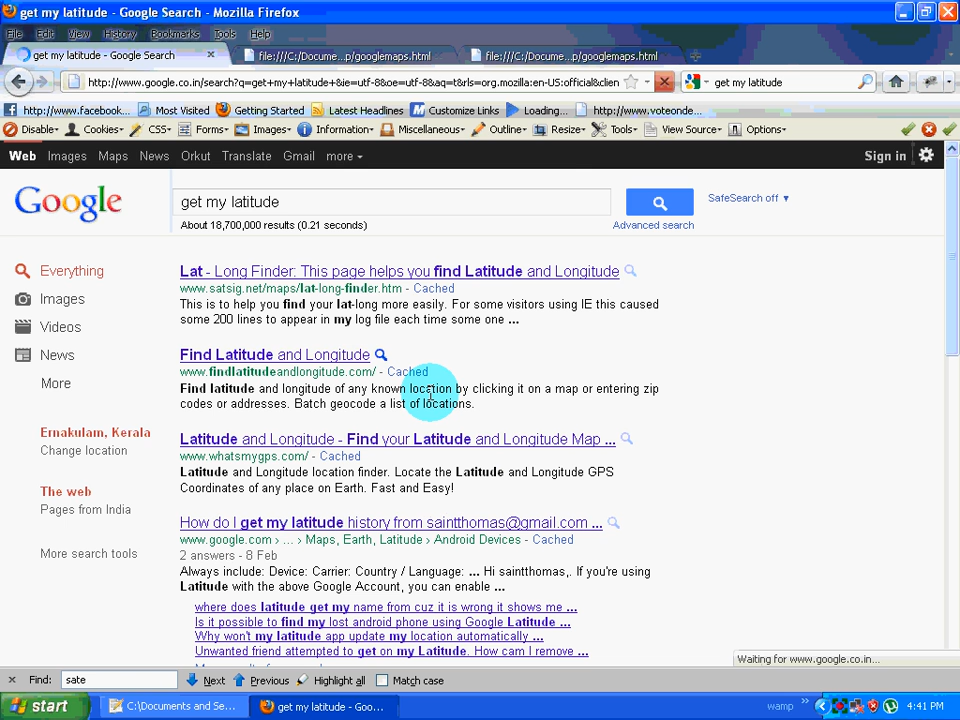 get my latitude - Google Search - Mozilla Firefox
File Edit View History Bookmarks Tools Help
get my latitude - Google Search
file:///C:/Docume...p/googlemaps.html
file:///C:/Docume...p/googlemaps.html
http://www.google.co.in/search?q=get+my+latitude+&ie=utf-8&oe=utf-8&aq=t&rls=org.mozilla:en-US:official&clien
get my latitude
http://www.facebook... Most Visited Getting Started Latest Headlines Customize Links Loading... http://www.voteonde...
Disable Cookies CSS Forms Images Information Miscellaneous Outline Resize Tools View Source Options
Web Images Maps News Orkut Translate Gmail more Sign in
Google
get my latitude
SafeSearch off ▼
About 18,700,000 results (0.21 seconds)
Advanced search
Everything
Images
Videos
News
More
Ernakulam, Kerala
Change location
The web
Pages from India
More search tools
Lat - Long Finder: This page helps you find Latitude and Longitude
www.satsig.net/maps/lat-long-finder.htm - Cached
This is to help you find your lat-long more easily. For some visitors using IE this caused
some 200 lines to appear in my log file each time some one ...
Find Latitude and Longitude
www.findlatitudeandlongitude.com/ - Cached
Find latitude and longitude of any known location by clicking it on a map or entering zip
codes or addresses. Batch geocode a list of locations.
Latitude and Longitude - Find your Latitude and Longitude Map ...
www.whatsmygps.com/ - Cached
Latitude and Longitude location finder. Locate the Latitude and Longitude GPS
Coordinates of any place on Earth. Fast and Easy!
How do I get my latitude history from saintthomas@gmail.com ...
www.google.com › ... › Maps, Earth, Latitude › Android Devices - Cached
2 answers - 8 Feb
Always include: Device: Carrier: Country / Language: ... Hi saintthomas,. If you're using
Latitude with the above Google Account, you can enable ...
where does latitude get my name from cuz it is wrong it shows me ...
Is it possible to find my lost android phone using Google Latitude ...
Why won't my latitude app update my location automatically ...
Unwanted friend attempted to get on my Latitude. How cam I remove ...
Waiting for www.google.co.in...
Find: sate Next Previous Highlight all Match case
start
C:\Documents and Se...
get my latitude - Goo...
wamp
4:41 PM